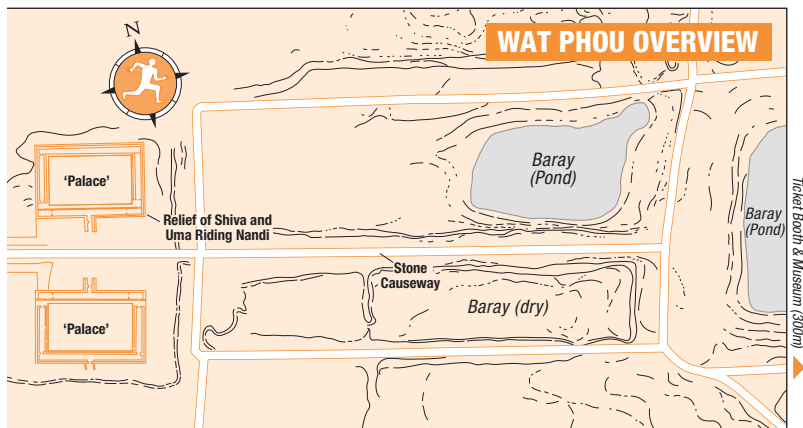 WAT PHOU OVERVIEW
N
Baray
(Pond)
'Palace'
Relief of Shiva and
Uma Riding Nandi
Baray
(Pond)
Ticket Booth & Museum (300m)
Stone
Causeway
Baray (dry)
'Palace'